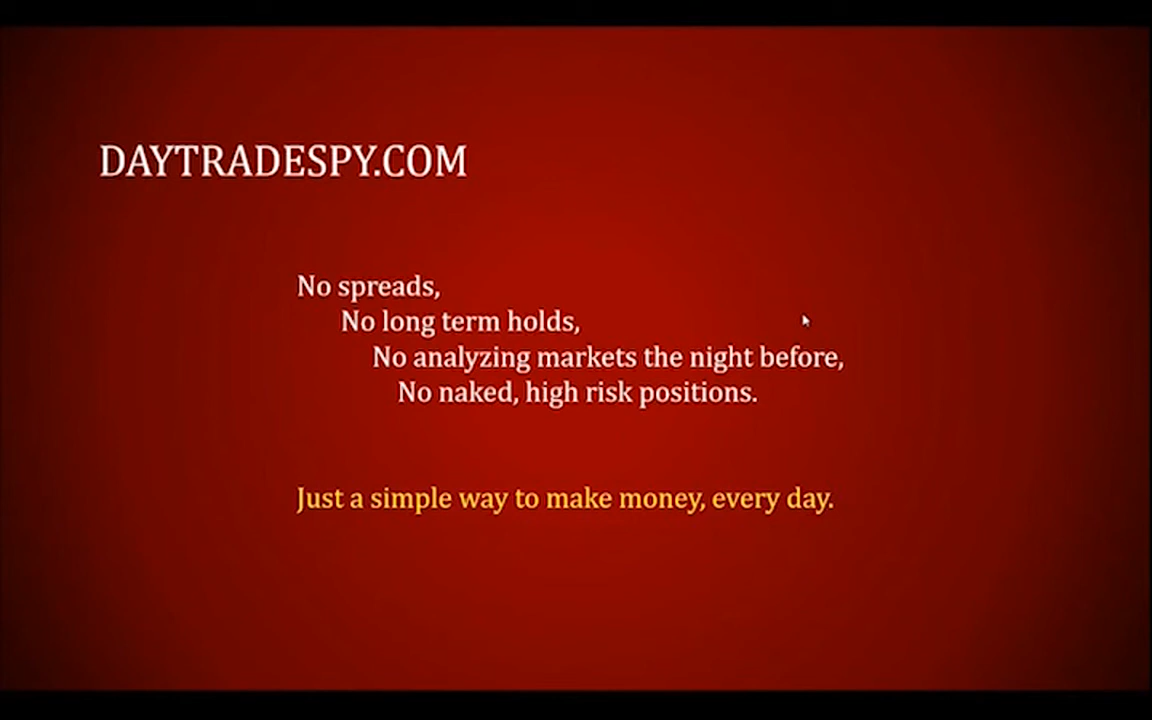 DAYTRADESPY.COM
No spreads,
No long term holds,
No analyzing markets the night before,
No naked, high risk positions.
Just a simple way to make money, every day.